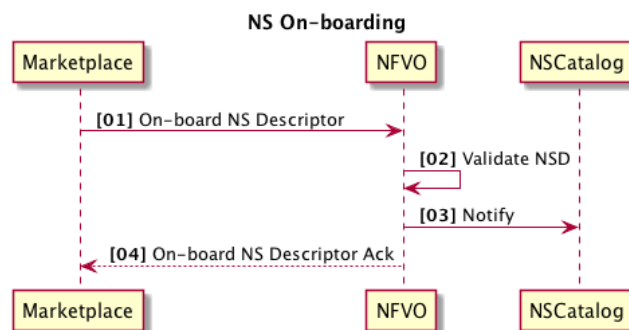 NS On-boarding
Marketplace NFVO NSCatalog
[01] On-board NS Descriptor
[02] Validate NSD
[03] Notify
[04] On-board NS Descriptor Ack
Marketplace NFVO NSCatalog